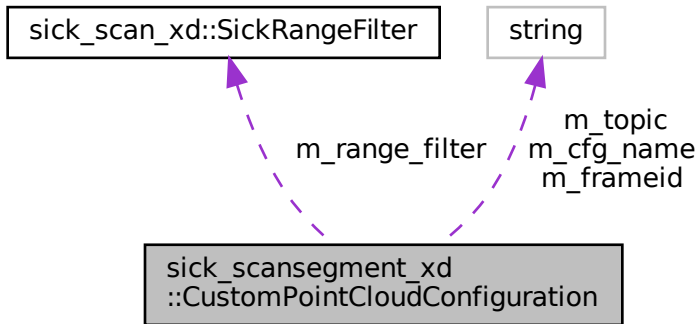 sick_scan_xd::SickRangeFilter
string
m_range_filter
m_topic
m_cfg_name
m_frameid
sick_scansegment_xd
::CustomPointCloudConfiguration